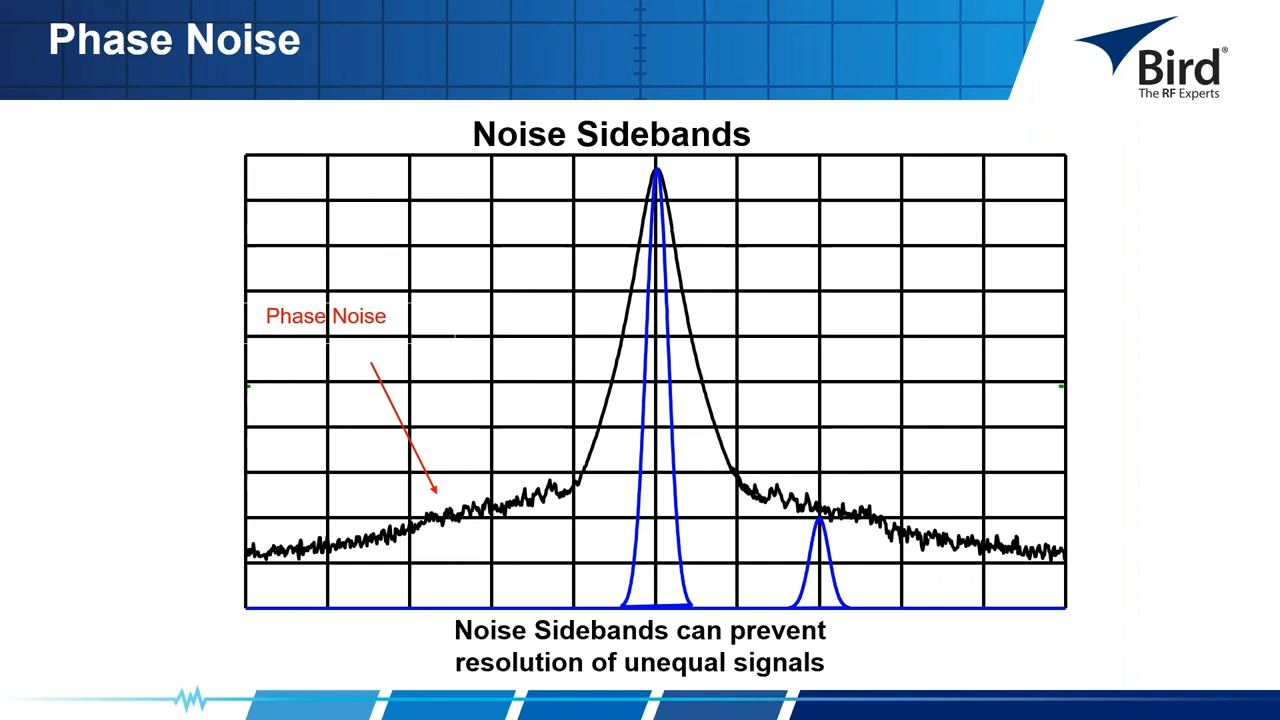 Phase Noise
Bird®
The RF Experts
Noise Sidebands
Phase Noise
Noise Sidebands can prevent
resolution of unequal signals